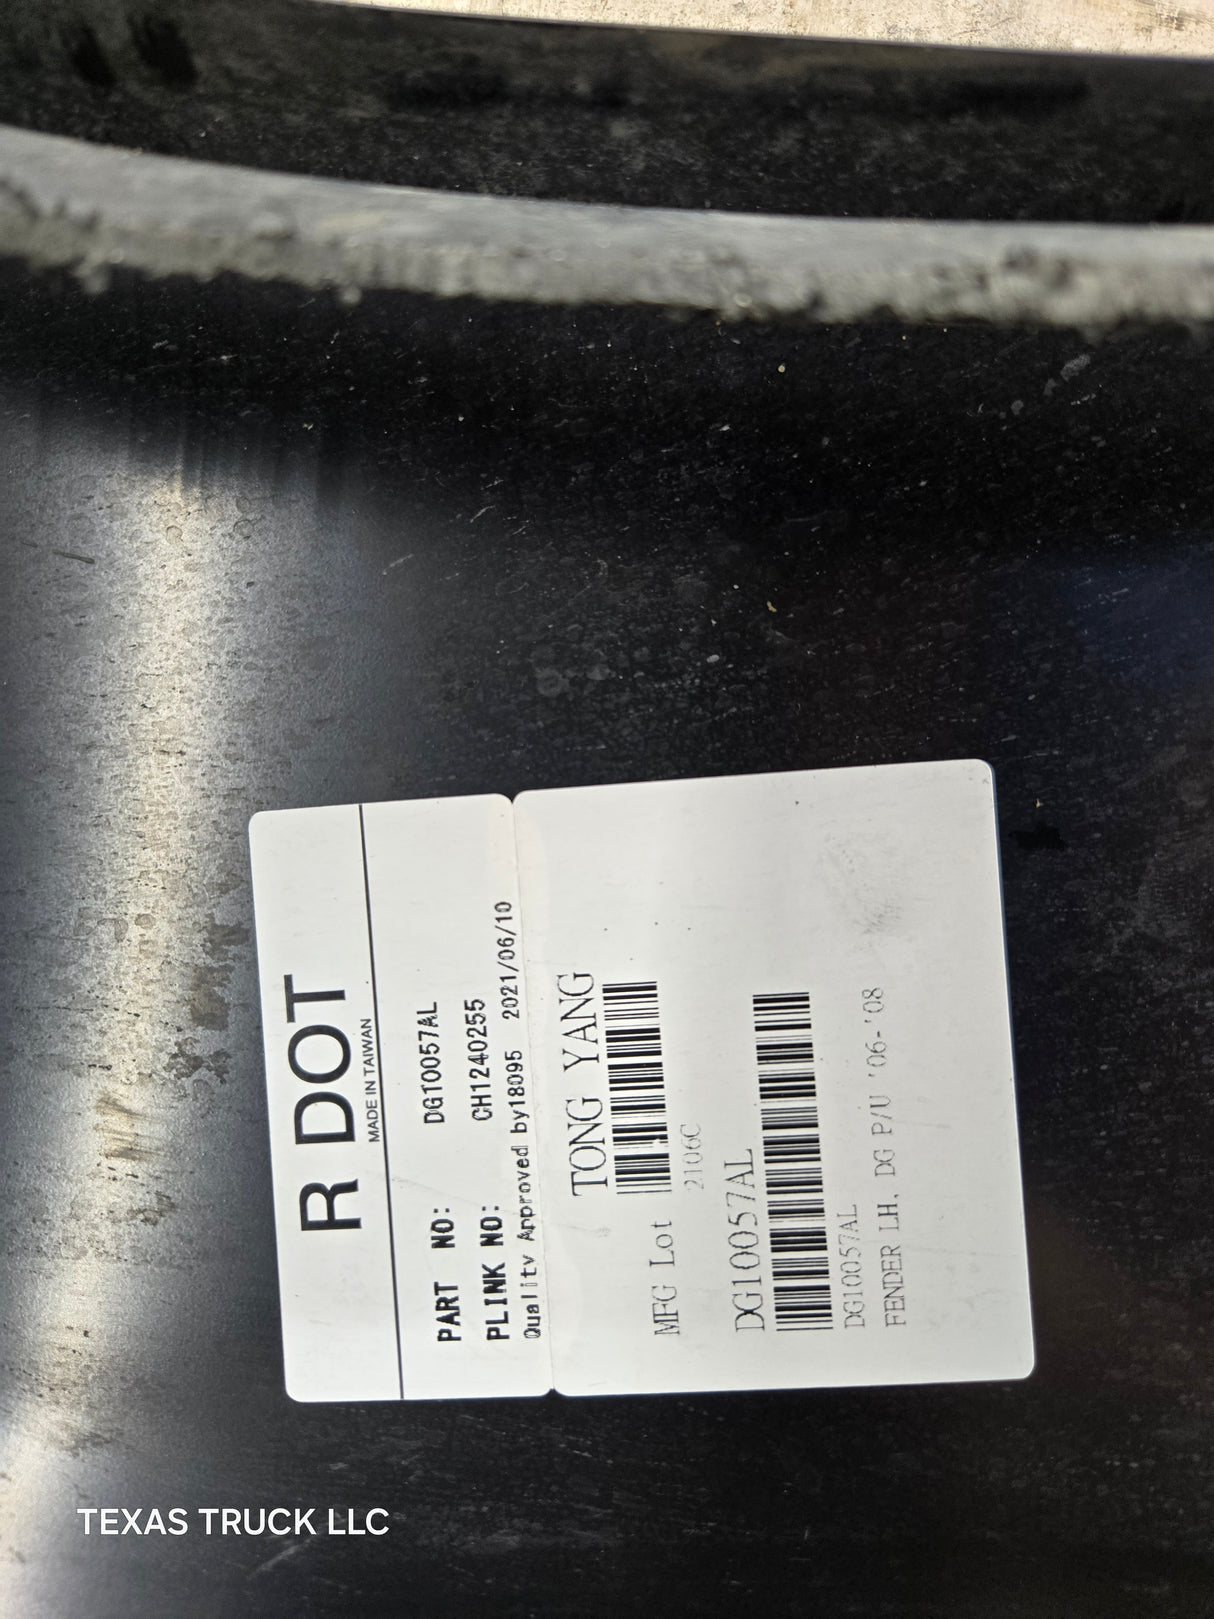 R DOT
MADE IN TAIWAN
PART NO: DG10057AL
PLINK NO: CH1240255
Quality Approved by18095 2021/06/10
TONG YANG
MFG Lot 2106C
DG10057AL
DG10057AL
FENDER LH, DG P/U '06-'08
TEXAS TRUCK LLC